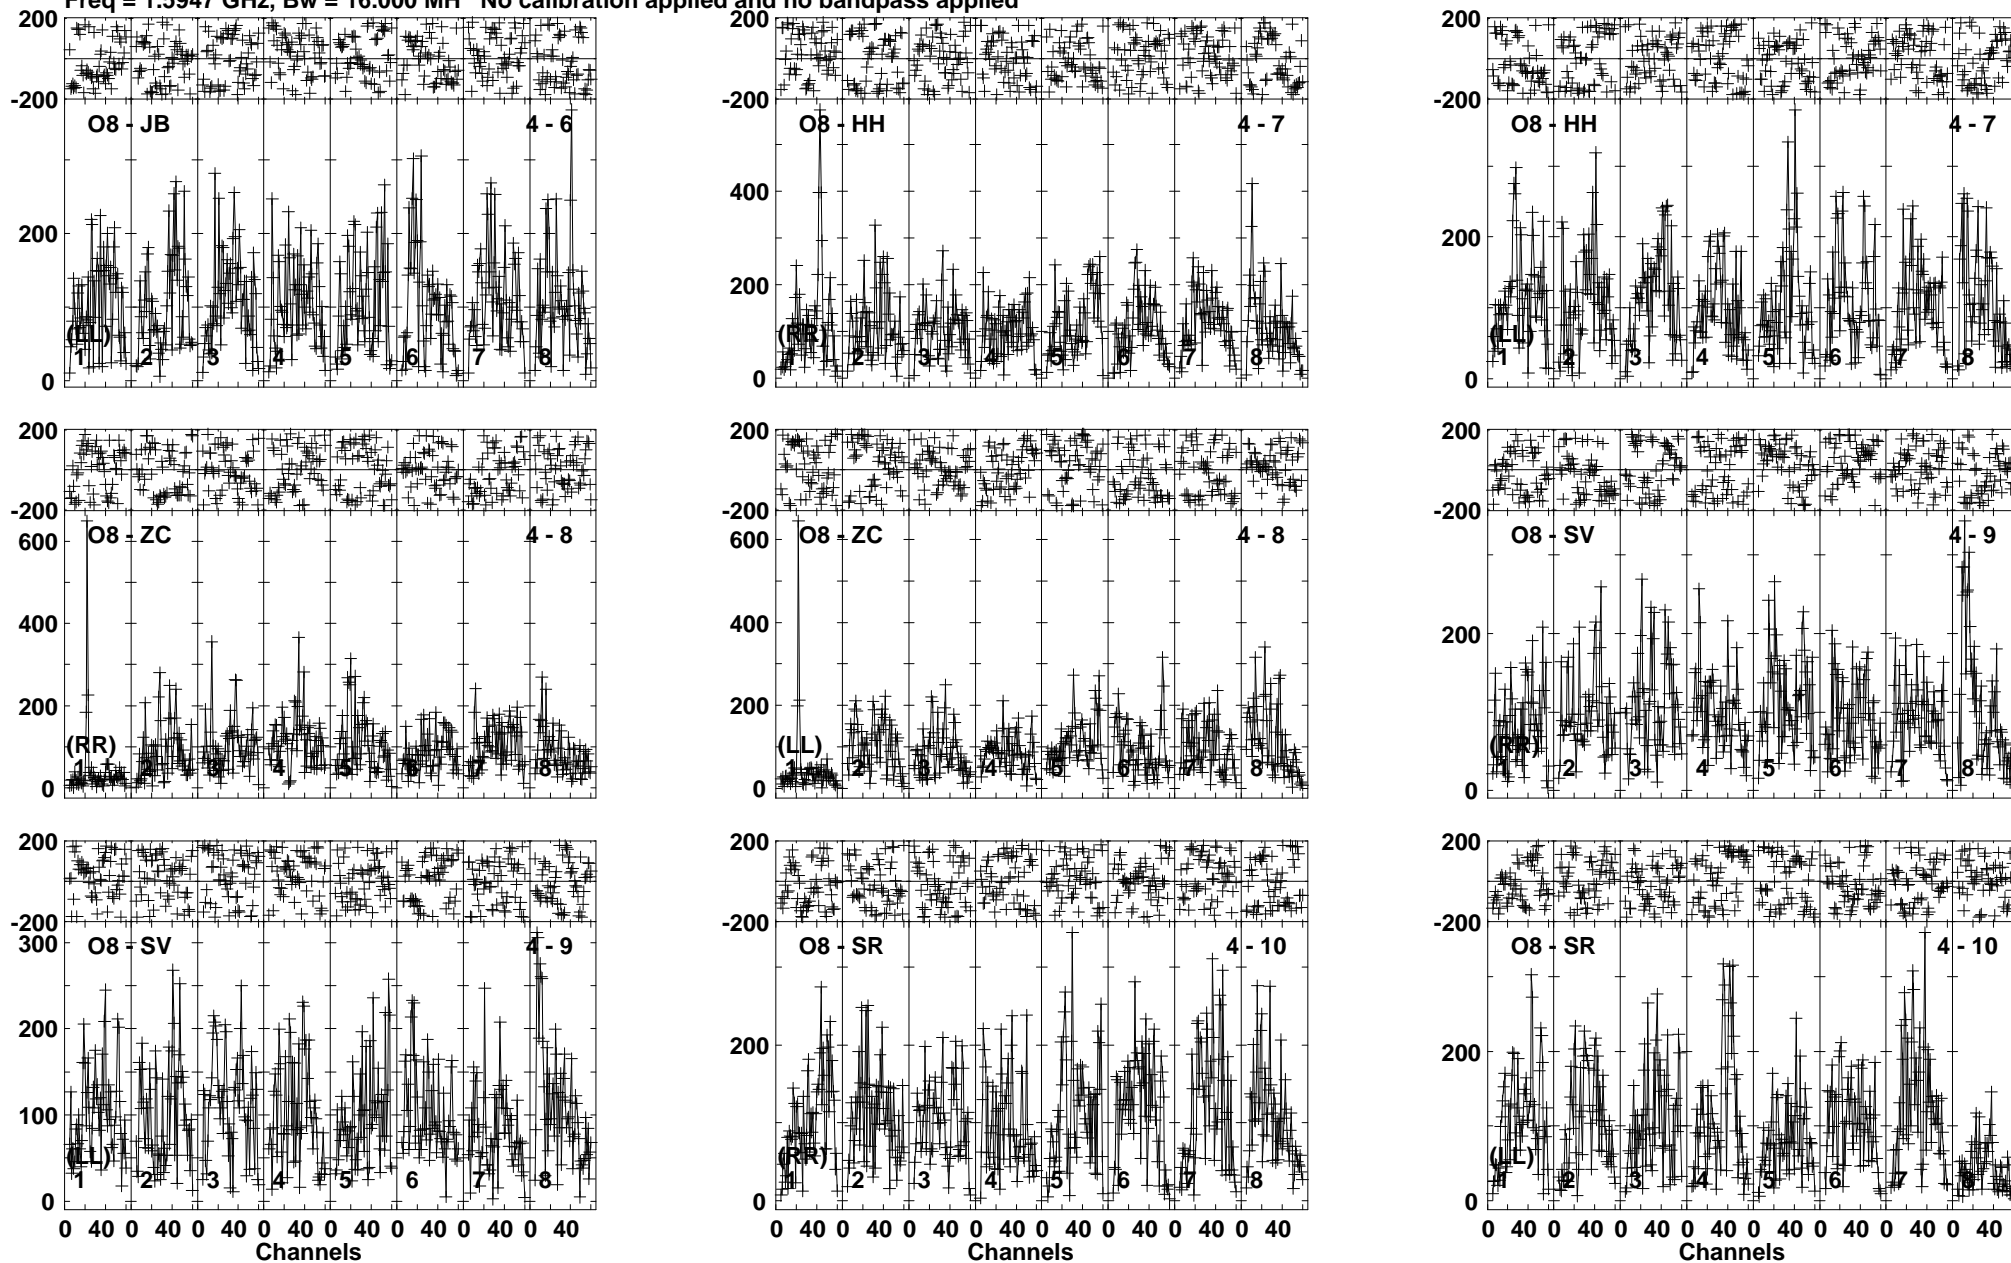 Freq = 1.5947 GHz, Bw = 16.000 MH No calibration applied and no bandpass applied
200 200 200
-200 -200 -200
O8 - JB 4 - 6 O8 - HH 4 - 7 O8 - HH 4 - 7
400
200 200 200
(LL) (RR) (LL)
1 2 3 4 5 6 7 8 1 2 3 4 5 6 7 8 1 2 3 4 5 6 7 8
0 0 0
200 200 200
-200 -200 -200
O8 - ZC 4 - 8 O8 - ZC 4 - 8 O8 - SV 4 - 9
600 600
400 400
200 200 200
(RR) (LL) (RR)
1 2 3 4 5 6 7 8 1 2 3 4 5 6 7 8 1 2 3 4 5 6 7 8
0 0 0
200 200 200
-200 -200 -200
300
O8 - SV 4 - 9 O8 - SR 4 - 10 O8 - SR 4 - 10
200 200 200
100
(LL) (RR) (LL)
1 2 3 4 5 6 7 8 1 2 3 4 5 6 7 8 1 2 3 4 5 6 7 8
0 0 0
0 40 0 40 0 40 0 40 0 40 0 40 0 40 0 40 0 40 0 40 0 40 0 40 0 40 0 40 0 40 0 40 0 40 0 40 0 40 0 40 0 40 0 40 0 40 0 40
Channels Channels Channels